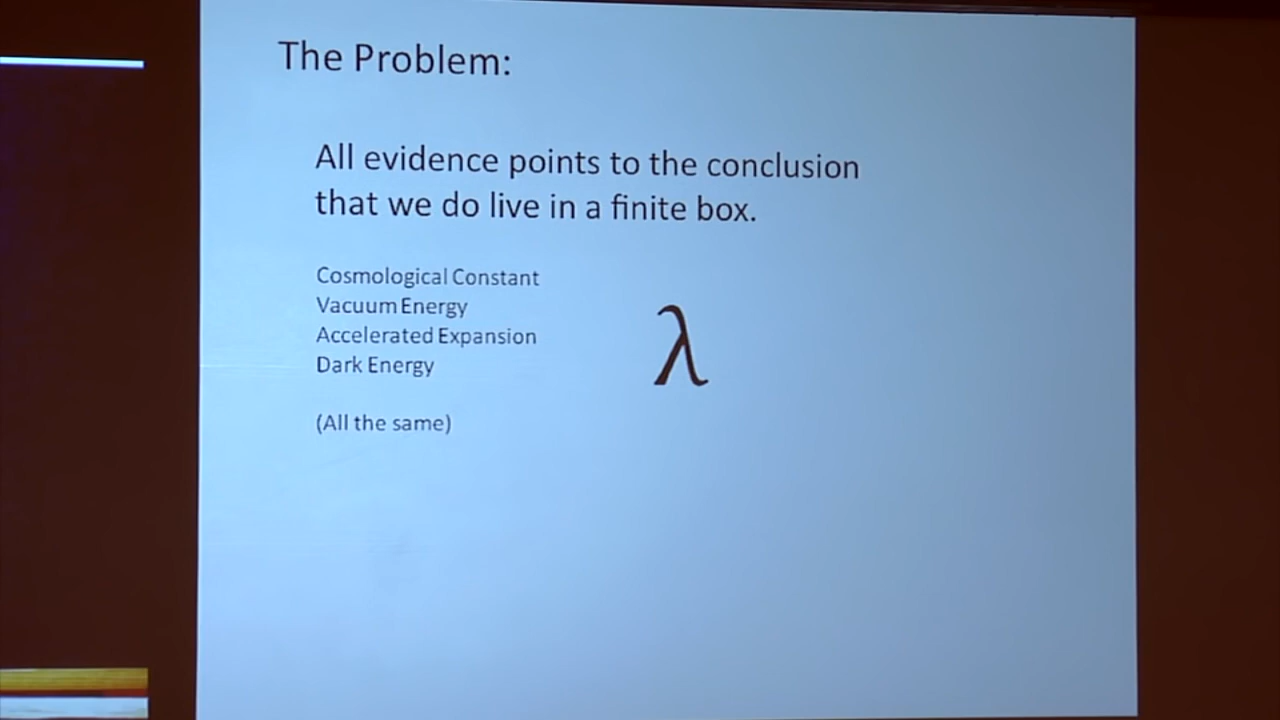 The Problem:
All evidence points to the conclusion
that we do live in a finite box.
Cosmological Constant
Vacuum Energy
Accelerated Expansion
Dark Energy
λ
(All the same)